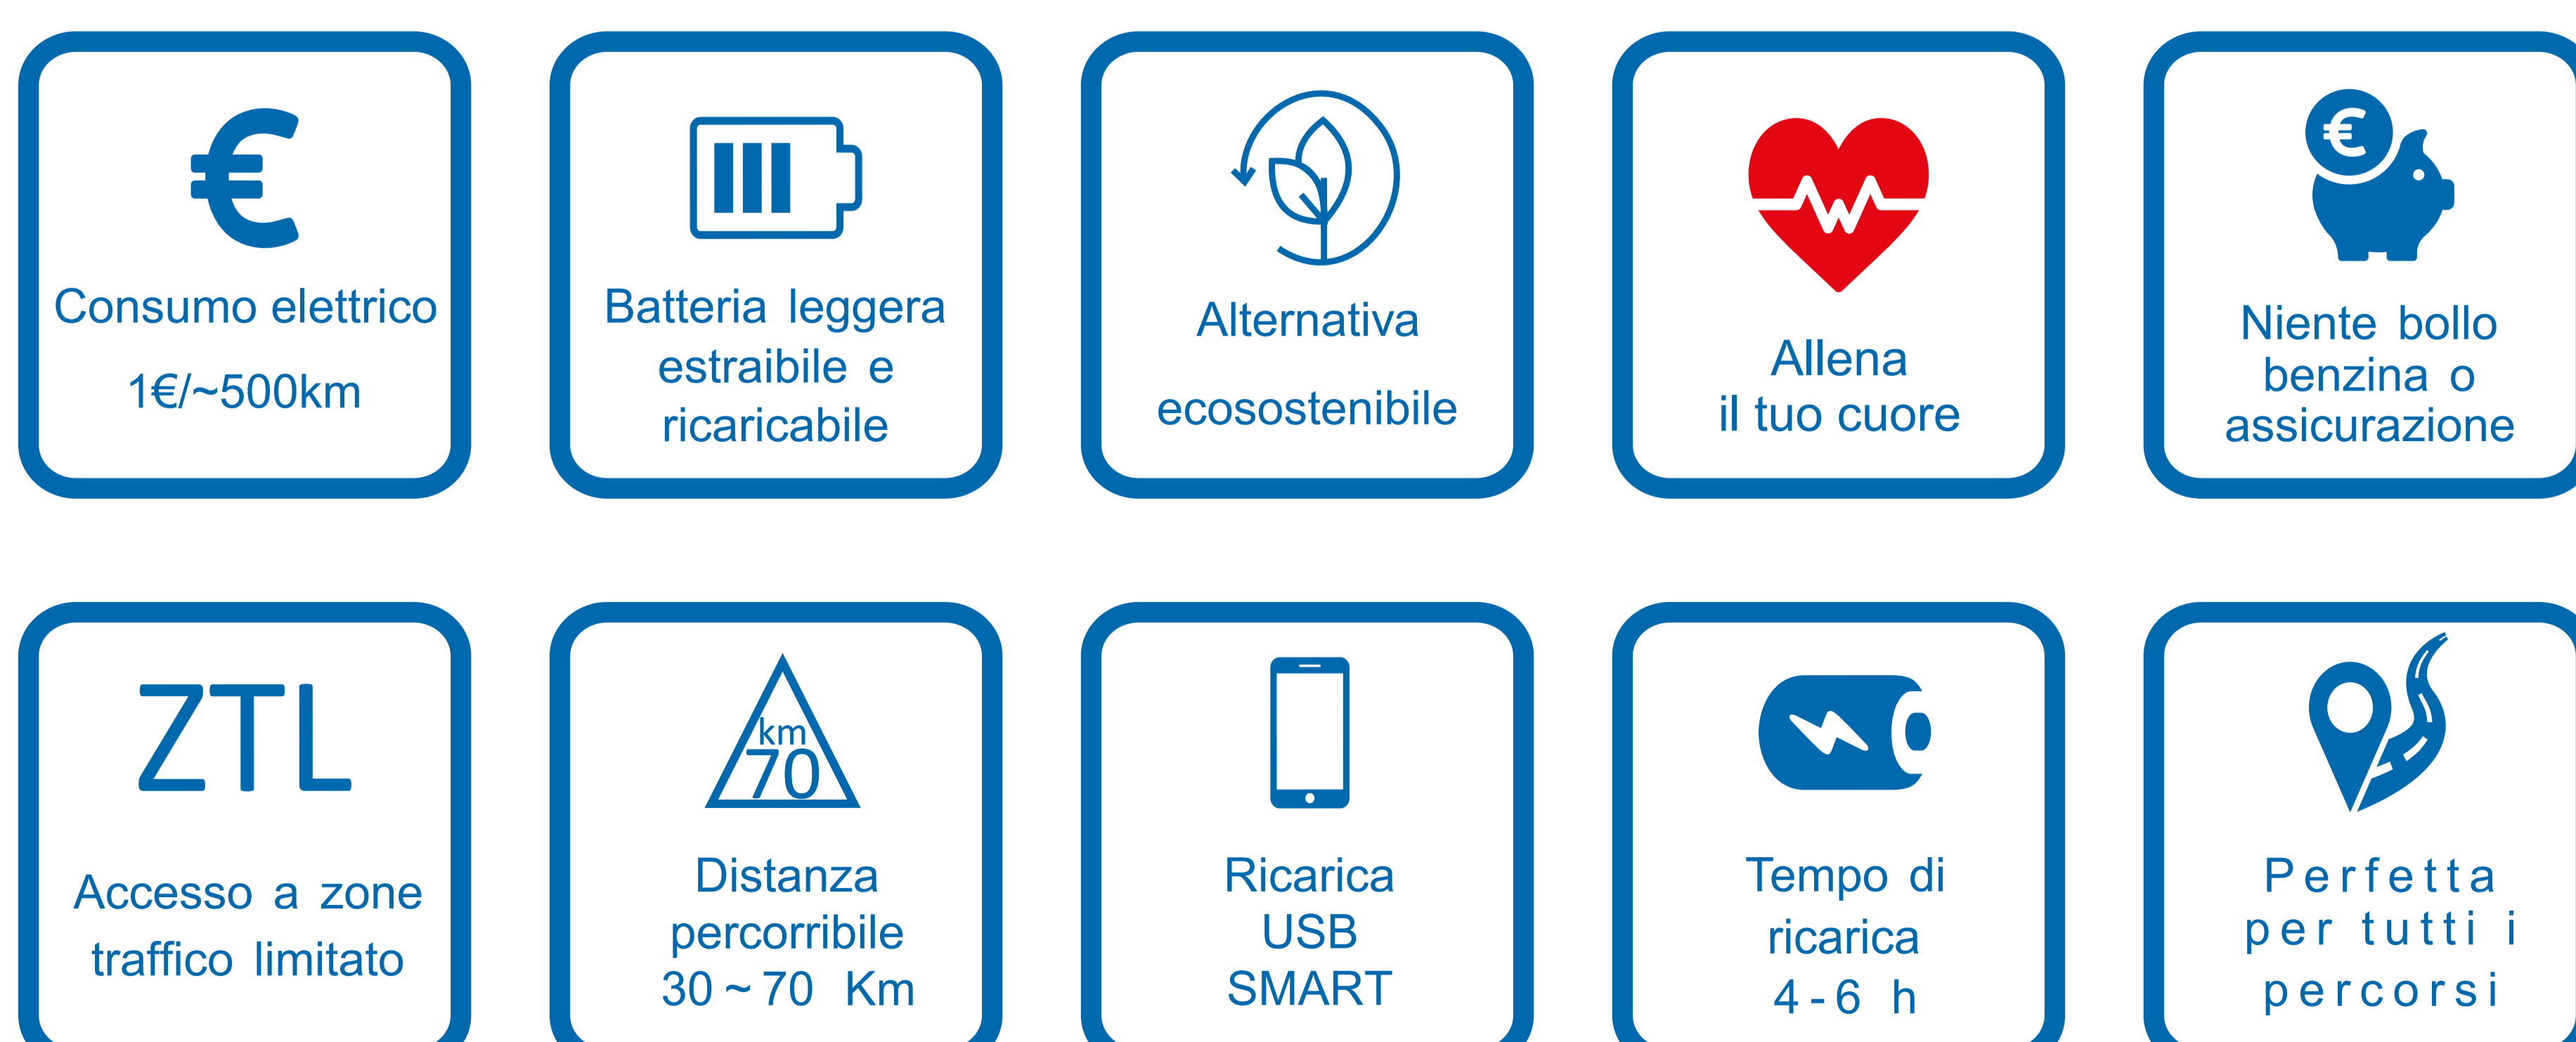 €
Consumo elettrico
1€/~500km
Batteria leggera
estraibile e
ricaricabile
Alternativa
ecosostenibile
Allena
il tuo cuore
€
Niente bollo
benzina o
assicurazione
ZTL
Accesso a zone
traffico limitato
km
70
Distanza
percorribile
30 ~ 70 Km
Ricarica
USB
SMART
Tempo di
ricarica
4-6 h
Perfetta
per tutti i
percorsi